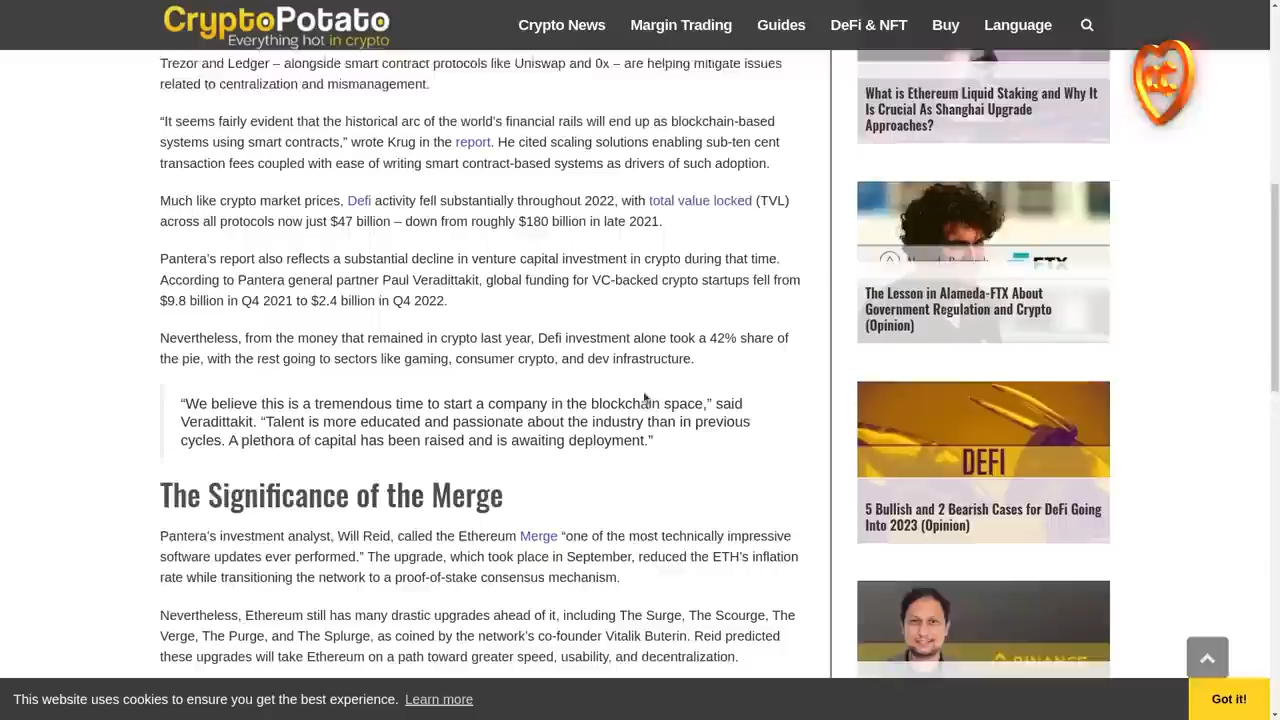 CryptoPotato
Everything hot in crypto
Crypto News
Margin Trading
Guides
DeFi & NFT
Buy
Language
Trezor and Ledger – alongside smart contract protocols like Uniswap and 0x – are helping mitigate issues
related to centralization and mismanagement.
“It seems fairly evident that the historical arc of the world’s financial rails will end up as blockchain-based
systems using smart contracts,” wrote Krug in the report. He cited scaling solutions enabling sub-ten cent
transaction fees coupled with ease of writing smart contract-based systems as drivers of such adoption.
Much like crypto market prices, Defi activity fell substantially throughout 2022, with total value locked (TVL)
across all protocols now just $47 billion – down from roughly $180 billion in late 2021.
Pantera’s report also reflects a substantial decline in venture capital investment in crypto during that time.
According to Pantera general partner Paul Veradittakit, global funding for VC-backed crypto startups fell from
$9.8 billion in Q4 2021 to $2.4 billion in Q4 2022.
Nevertheless, from the money that remained in crypto last year, Defi investment alone took a 42% share of
the pie, with the rest going to sectors like gaming, consumer crypto, and dev infrastructure.
“We believe this is a tremendous time to start a company in the blockchain space,” said
Veradittakit. “Talent is more educated and passionate about the industry than in previous
cycles. A plethora of capital has been raised and is awaiting deployment.”
The Significance of the Merge
Pantera’s investment analyst, Will Reid, called the Ethereum Merge “one of the most technically impressive
software updates ever performed.” The upgrade, which took place in September, reduced the ETH’s inflation
rate while transitioning the network to a proof-of-stake consensus mechanism.
Nevertheless, Ethereum still has many drastic upgrades ahead of it, including The Surge, The Scourge, The
Verge, The Purge, and The Splurge, as coined by the network’s co-founder Vitalik Buterin. Reid predicted
these upgrades will take Ethereum on a path toward greater speed, usability, and decentralization.
What is Ethereum Liquid Staking and Why It
Is Crucial As Shanghai Upgrade
Approaches?
FTX
The Lesson in Alameda-FTX About
Government Regulation and Crypto
(Opinion)
DEFI
5 Bullish and 2 Bearish Cases for DeFi Going
Into 2023 (Opinion)
BINANCE
This website uses cookies to ensure you get the best experience. Learn more
Got it!